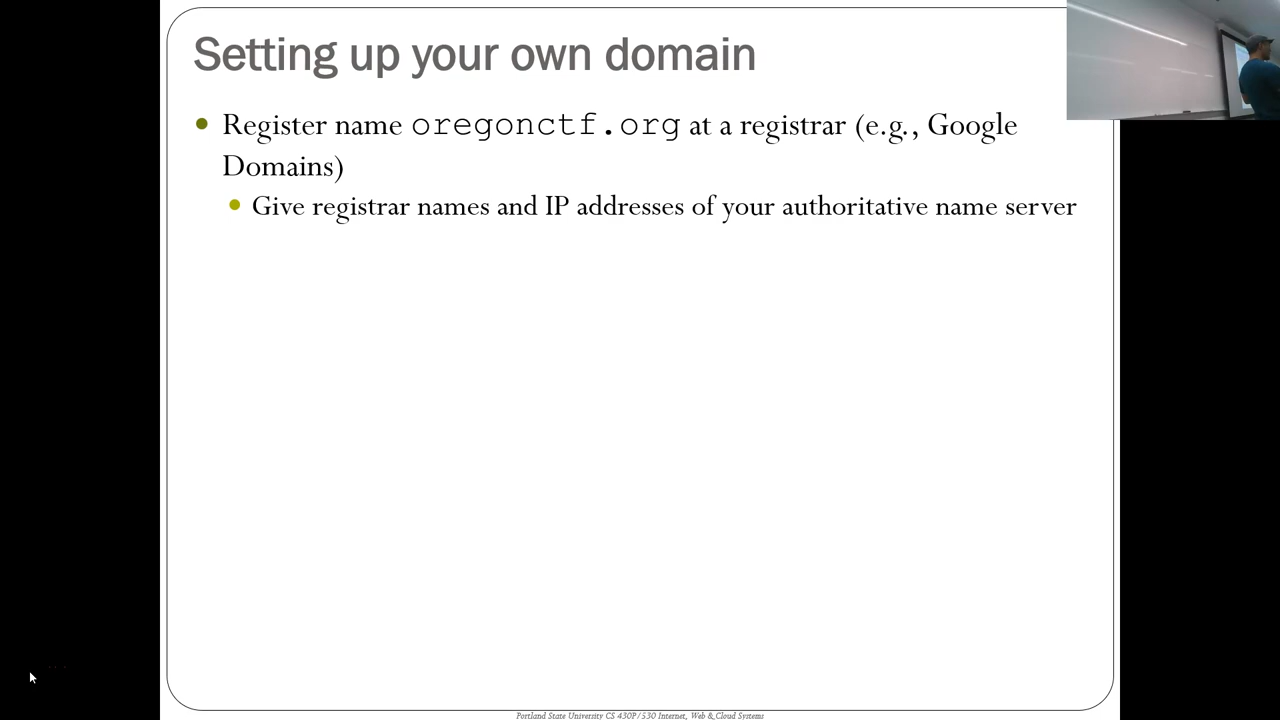 Setting up your own domain
Register name oregonctf.org at a registrar (e.g., Google
Domains)
Give registrar names and IP addresses of your authoritative name server
Portland State University CS 430P/530 Internet, Web & Cloud Systems